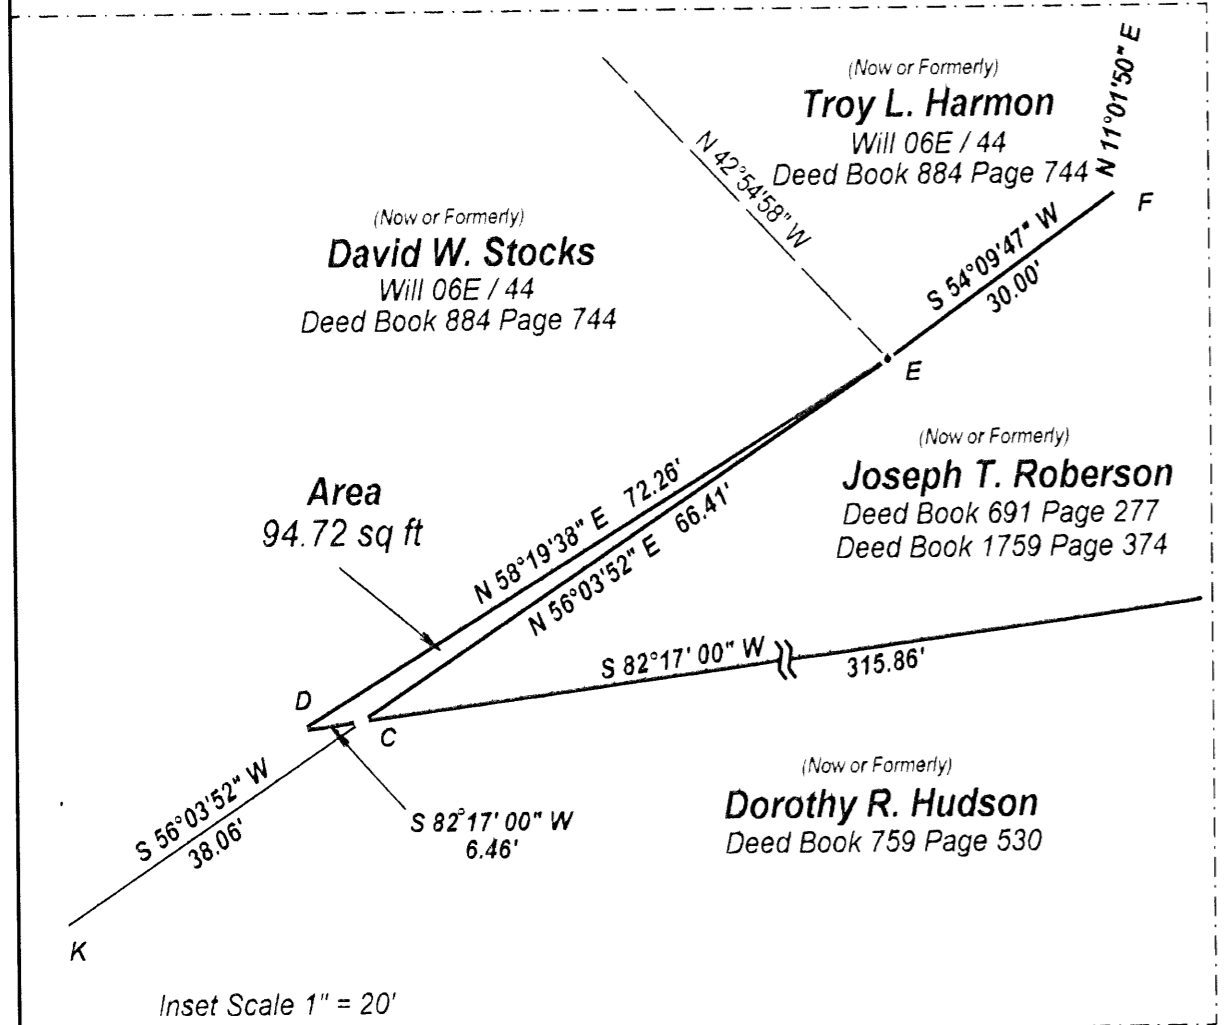 N 11°01'50" E
(Now or Formerly)
Troy L. Harmon
Will 06E / 44
Deed Book 884 Page 744
N 42°54'58" W
F
(Now or Formerly)
David W. Stocks
Will 06E / 44
Deed Book 884 Page 744
S 54°09'47" W
30.00'
E
(Now or Formerly)
Joseph T. Roberson
Deed Book 691 Page 277
Deed Book 1759 Page 374
Area
94.72 sq ft
N 58°19'38" E 72.26'
N 56°03'52" E 66.41'
S 82°17' 00" W
315.86'
D
C
S 56°03'52" W
38.06'
S 82°17' 00" W
6.46'
(Now or Formerly)
Dorothy R. Hudson
Deed Book 759 Page 530
K
Inset Scale 1" = 20'